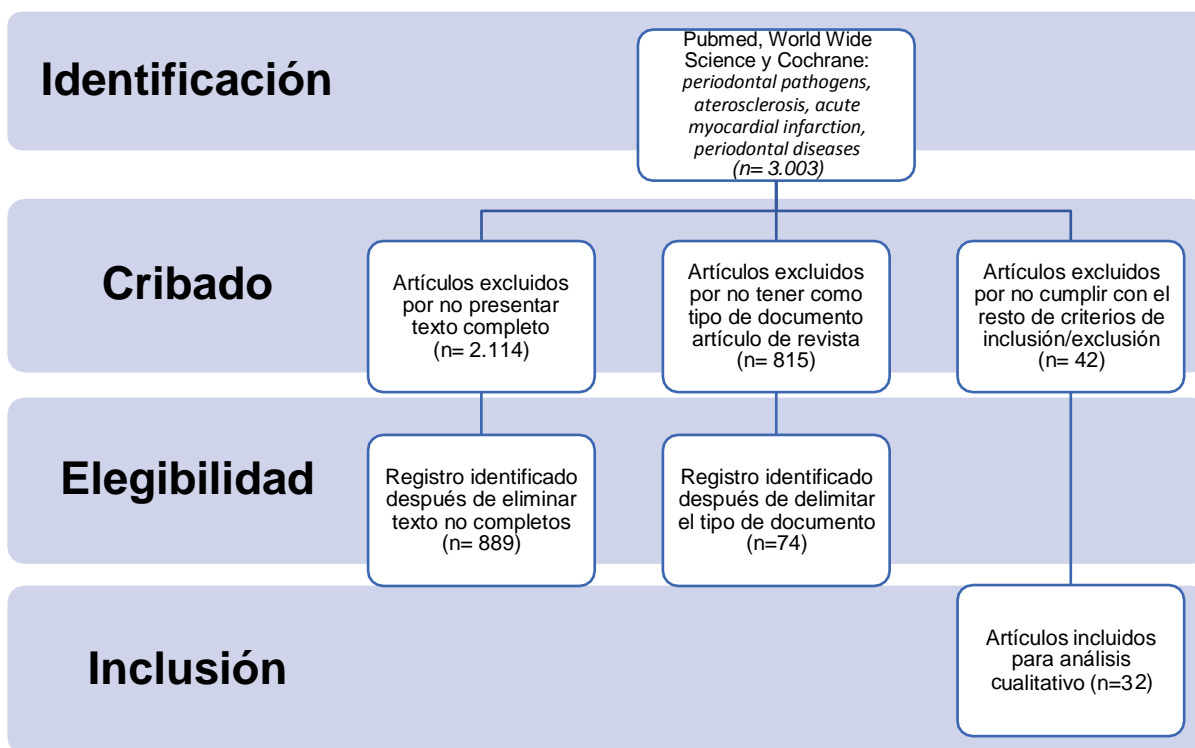 Identificación
Pubmed, World Wide
Science y Cochrane:
periodontal pathogens,
aterosclerosis, acute
myocardial infarction,
periodontal diseases
(n= 3.003)
Cribado
Artículos excluidos
por no presentar
texto completo
(n= 2.114)
Artículos excluidos
por no tener como
tipo de documento
artículo de revista
(n= 815)
Artículos excluidos
por no cumplir con el
resto de criterios de
inclusión/exclusión
(n= 42)
Elegibilidad
Registro identificado
después de eliminar
texto no completos
(n= 889)
Registro identificado
después de delimitar
el tipo de documento
(n=74)
Inclusión
Artículos incluidos
para análisis
cualitativo (n=32)